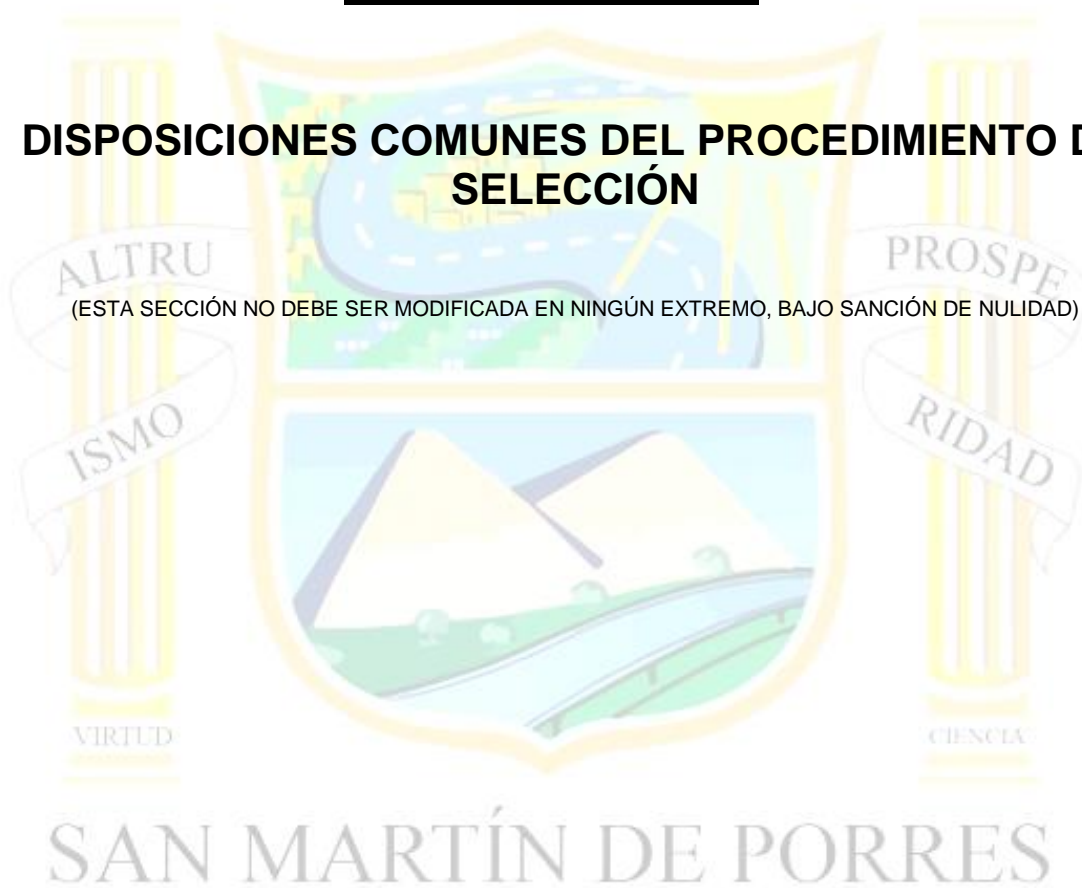 DISPOSICIONES COMUNES DEL PROCEDIMIENTO D
SELECCIÓN
ALTRU
PROSPE
(ESTA SECCIÓN NO DEBE SER MODIFICADA EN NINGÚN EXTREMO, BAJO SANCIÓN DE NULIDAD)
ISMO
RIDAD
VIRTUD
CIENCIA
SAN MARTÍN DE PORRES